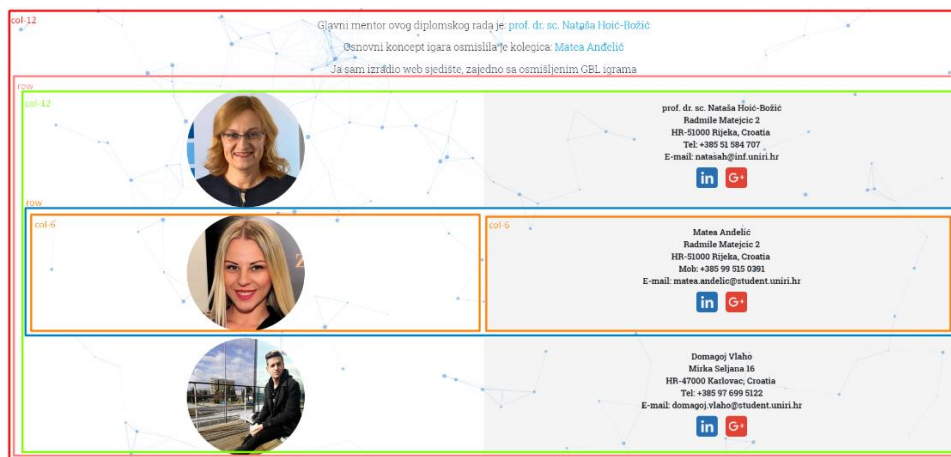 col-12
Glavni mentor ovog diplomskog rada je: prof. dr. sc. Nataša Hoić-Božić
Osnovni koncept igara osmislila je kolegica: Matea Anđelić
Ja sam izradio web sjedište, zajedno sa osmišljenim GBL igrama
row
col-12
prof. dr. sc. Nataša Hoić-Božić
Radmile Matejcic 2
HR-51000 Rijeka, Croatia
Tel: +385 51 584 707
E-mail: natasah@inf.uniri.hr
in G+
row
col-6
col-6
Matea Anđelić
Radmile Matejcic 2
HR-51000 Rijeka, Croatia
Mob: +385 99 515 0391
E-mail: matea.andelic@student.uniri.hr
in G+
Domagoj Vlaho
Mirka Seljana 16
HR-47000 Karlovac, Croatia
Tel: +385 97 699 5122
E-mail: domagoj.vlaho@student.uniri.hr
in G+